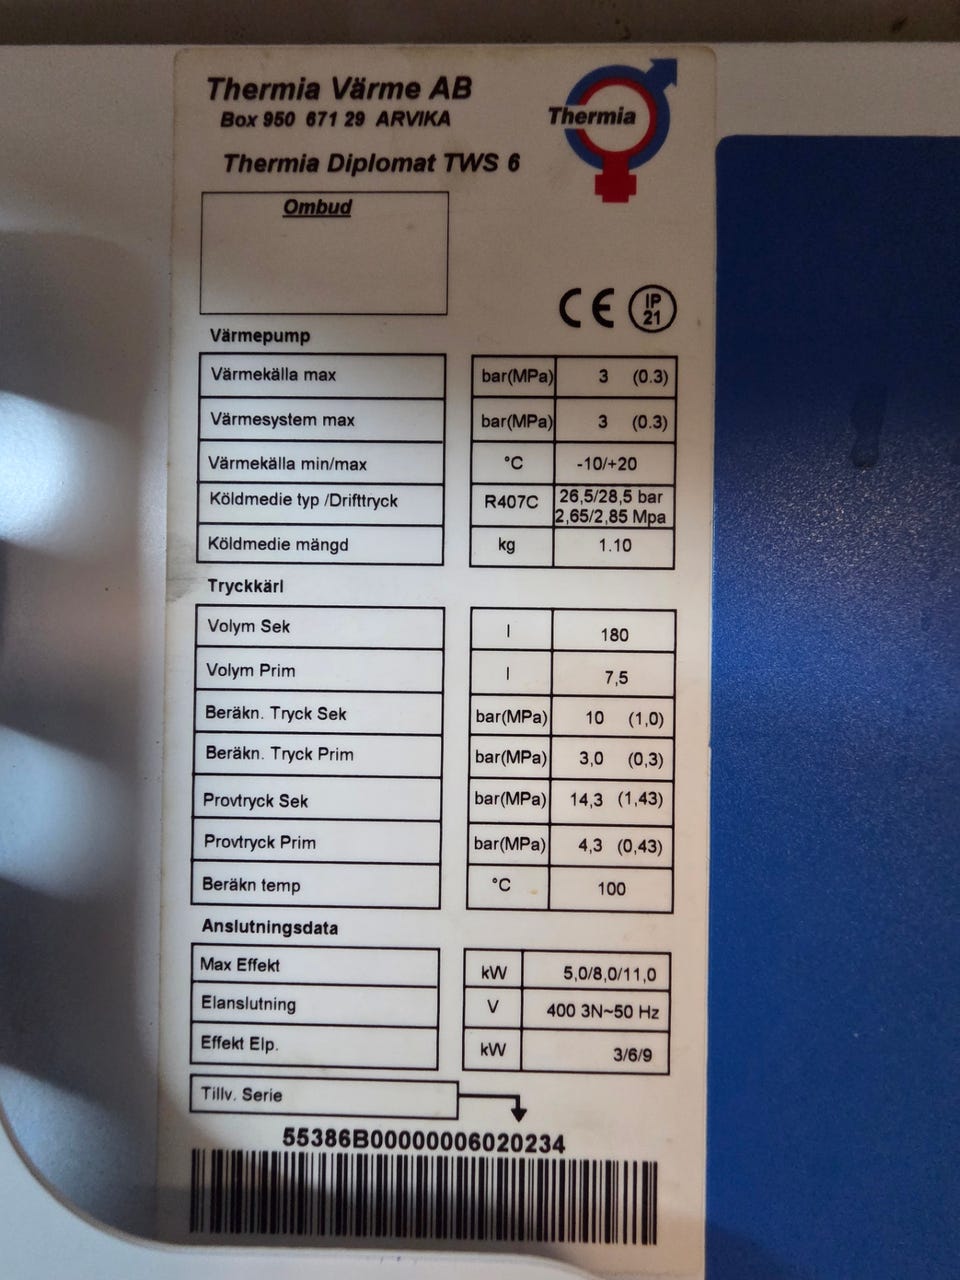 Thermia Värme AB
Box 950 671 29 ARVIKA
Thermia
Thermia Diplomat TWS 6
Ombud
CE IP 21
Värmepump
Värmekälla max bar(MPa) 3 (0.3)
Värmesystem max bar(MPa) 3 (0.3)
Värmekälla min/max °C -10/+20
Köldmedie typ /Drifttryck R407C 26,5/28,5 bar
2,65/2,85 Mpa
Köldmedie mängd kg 1.10
Tryckkärl
Volym Sek l 180
Volym Prim l 7,5
Beräkn. Tryck Sek bar(MPa) 10 (1,0)
Beräkn. Tryck Prim bar(MPa) 3,0 (0,3)
Provtryck Sek bar(MPa) 14,3 (1,43)
Provtryck Prim bar(MPa) 4,3 (0,43)
Beräkn temp °C 100
Anslutningsdata
Max Effekt kW 5,0/8,0/11,0
Elanslutning V 400 3N~50 Hz
Effekt Elp. kW 3/6/9
Tillv. Serie
55386B00000006020234